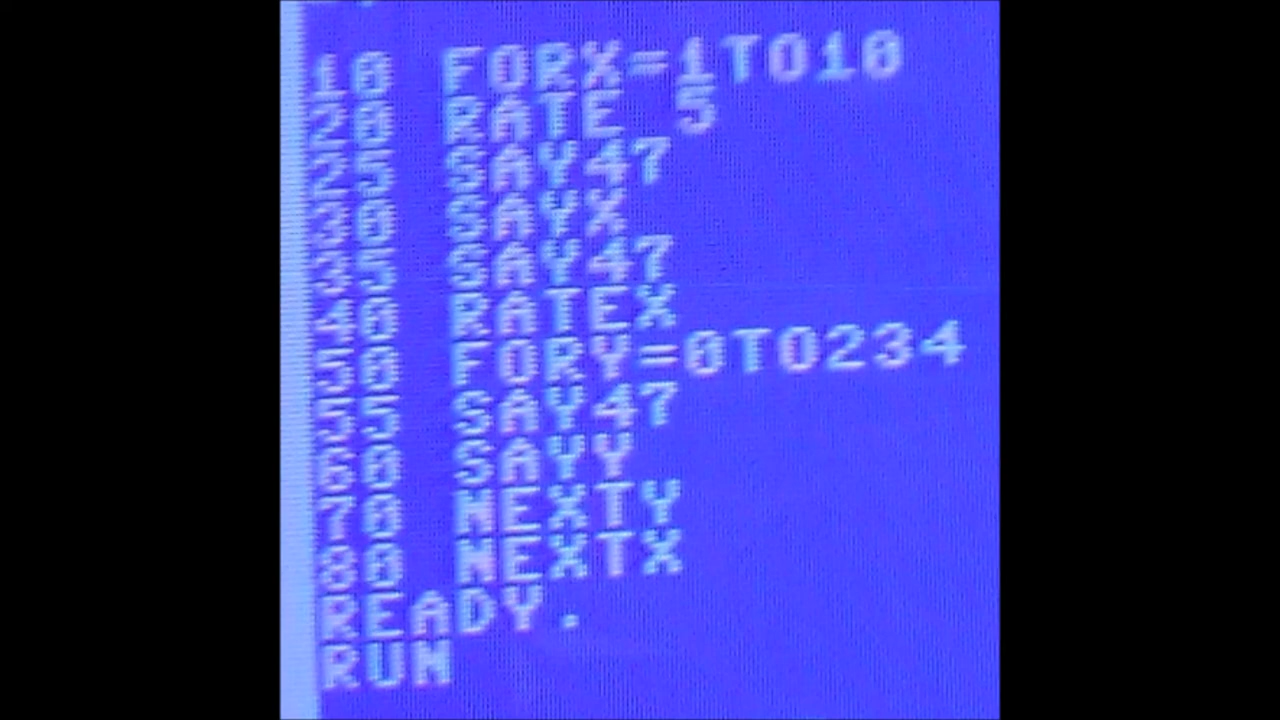 10 FORX=1TO10
20 RATE 5
25 SAY47
30 SAYX
35 SAY47
40 RATEX
50 FORY=0TO234
55 SAY47
60 SAYY
70 NEXTY
80 NEXTX
READY.
RUN